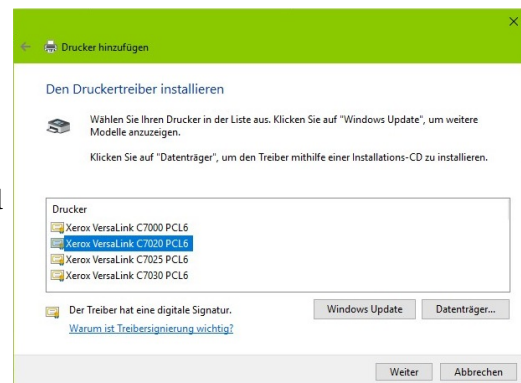 Drucker hinzufügen
Den Druckertreiber installieren
Wählen Sie Ihren Drucker in der Liste aus. Klicken Sie auf "Windows Update", um weitere
Modelle anzuzeigen.
Klicken Sie auf "Datenträger", um den Treiber mithilfe einer Installations-CD zu installieren.
Drucker
Xerox VersaLink C7000 PCL6
Xerox VersaLink C7020 PCL6
Xerox VersaLink C7025 PCL6
Xerox VersaLink C7030 PCL6
Der Treiber hat eine digitale Signatur.
Windows Update
Datenträger...
Warum ist Treibersignierung wichtig?
Weiter
Abbrechen